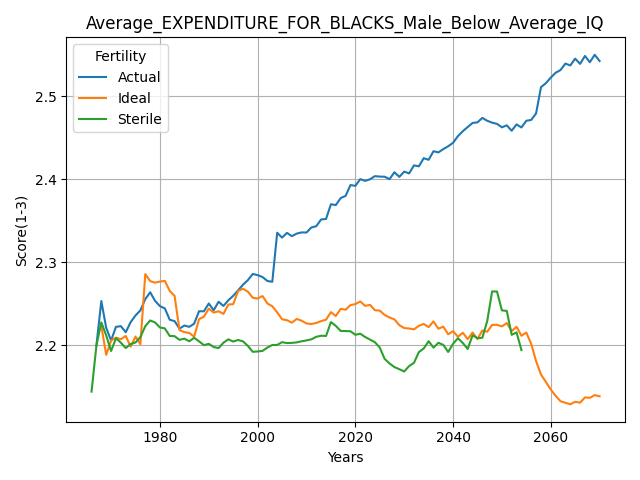 Average_EXPENDITURE_FOR_BLACKS_Male_Below_Average_IQ
Fertility
Actual
Ideal
Sterile
Score(1-3)
2.5
2.4
2.3
2.2
1980
2000
2020
2040
2060
Years